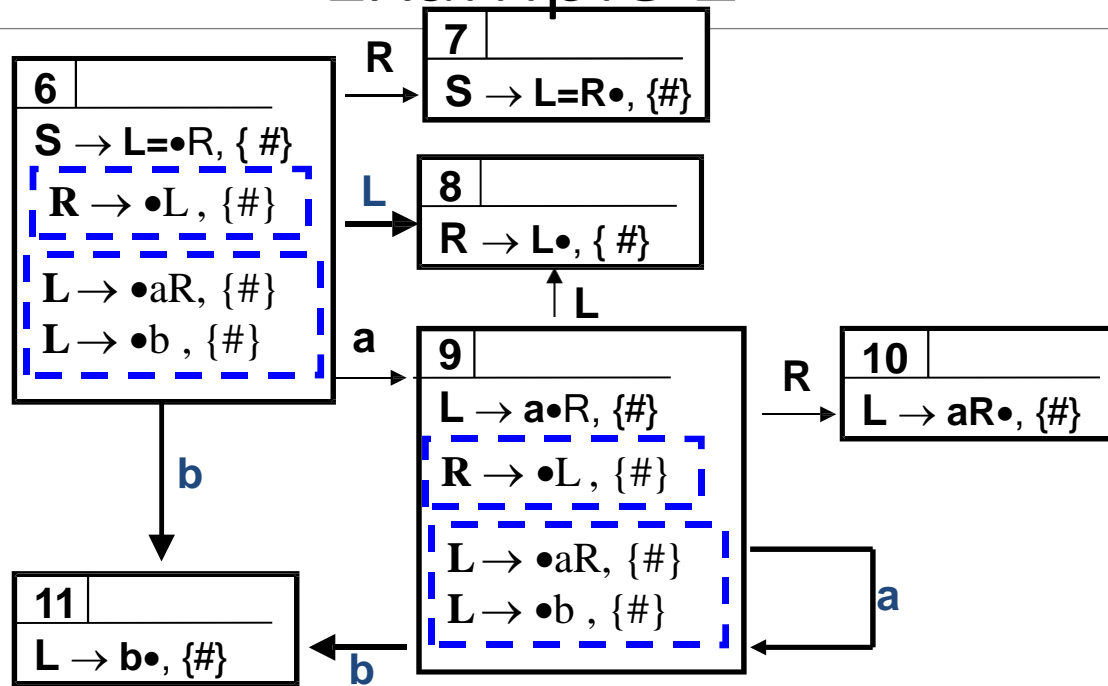 6
S → L=•R, { #}
R → •L , {#}
L → •aR, {#}
L → •b , {#}
R
7
S → L=R•, {#}
L
8
R → L•, { #}
L
a
9
L → a•R, {#}
R → •L , {#}
L → •aR, {#}
L → •b , {#}
R
10
L → aR•, {#}
a
b
11
L → b•, {#}
b